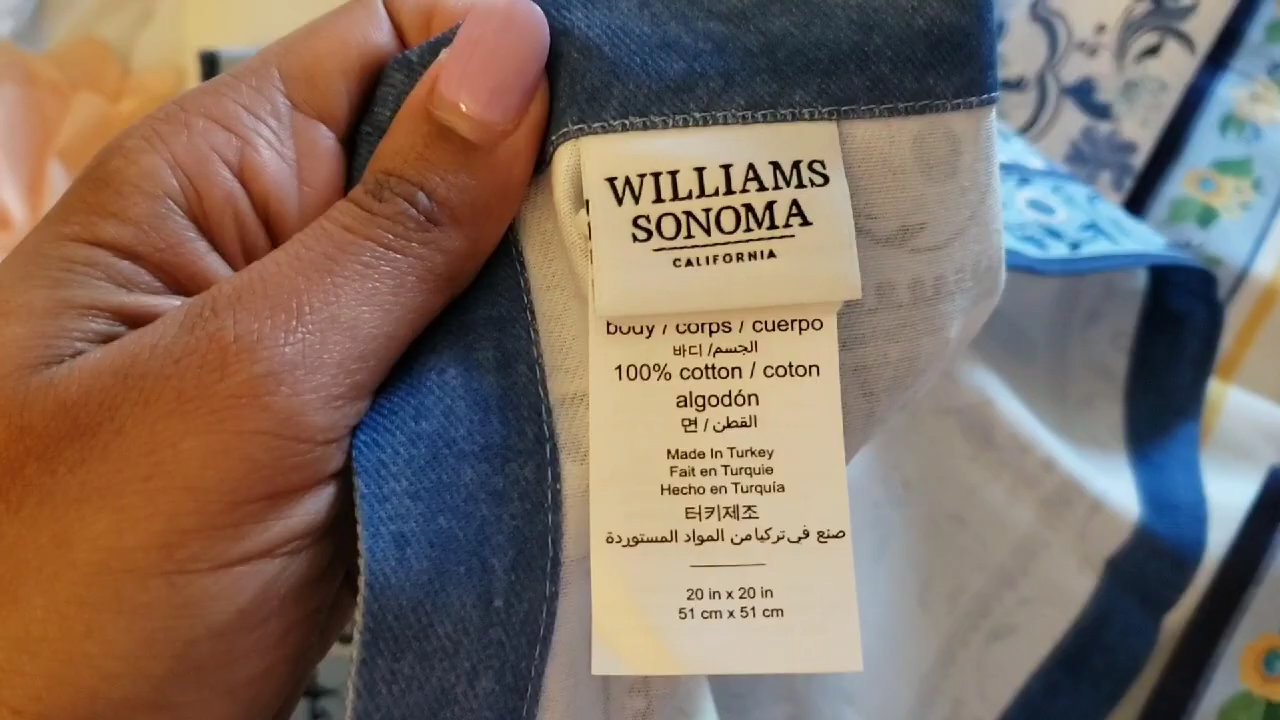 WILLIAMS
SONOMA
CALIFORNIA
body / corps / cuerpo
바디 /الجسم
100% cotton / coton
algodón
면 / القطن
Made In Turkey
Fait en Turquie
Hecho en Turquía
터키제조
صنع في تركيا من المواد المستوردة
20 in x 20 in
51 cm x 51 cm